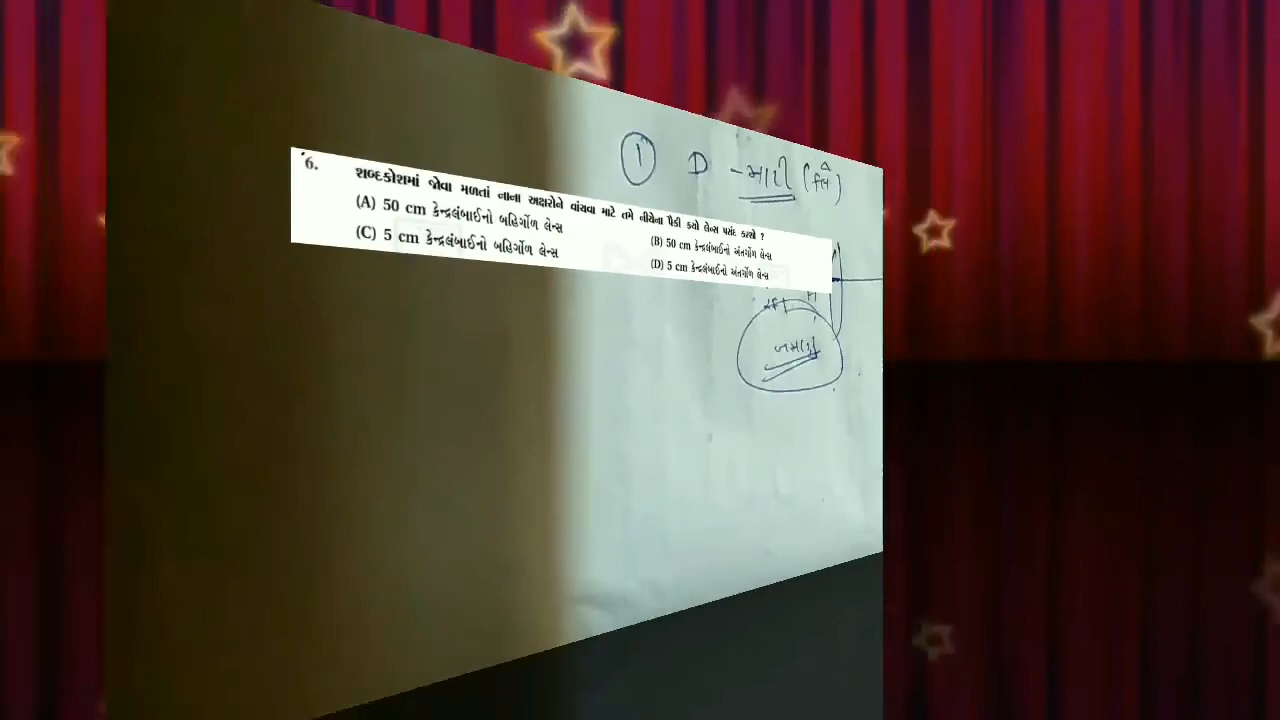 ① D - માટી (ક્લે)
6. શબ્દકોશમાં જોવા મળતાં નાના અક્ષરોને વાંચવા માટે તમે નીચેના પૈકી કયો લેન્સ પસંદ કરશો ?
(A) 50 cm કેન્દ્રલંબાઈનો બહિર્ગોળ લેન્સ (B) 50 cm કેન્દ્રલંબાઈનો અંતર્ગોળ લેન્સ
(C) 5 cm કેન્દ્રલંબાઈનો બહિર્ગોળ લેન્સ (D) 5 cm કેન્દ્રલંબાઈનો અંતર્ગોળ લેન્સ